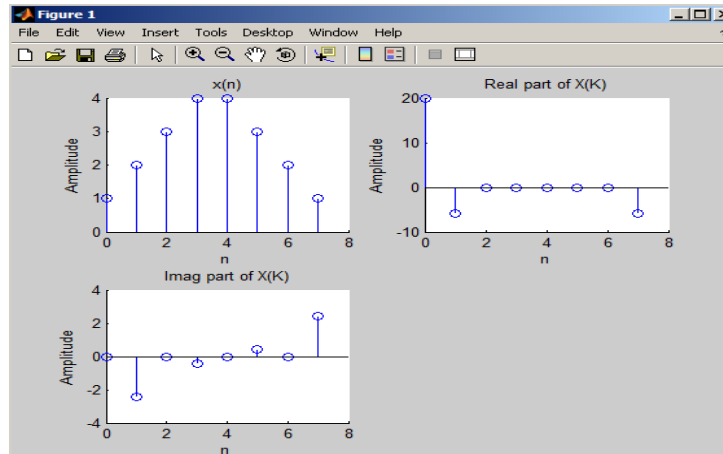 Figure 1
File Edit View Insert Tools Desktop Window Help
x(n)
Amplitude
4
3
2
1
0
0 2 4 6 8
n
Real part of X(K)
Amplitude
20
10
0
-10
0 2 4 6 8
n
Imag part of X(K)
Amplitude
4
2
0
-2
-4
0 2 4 6 8
n